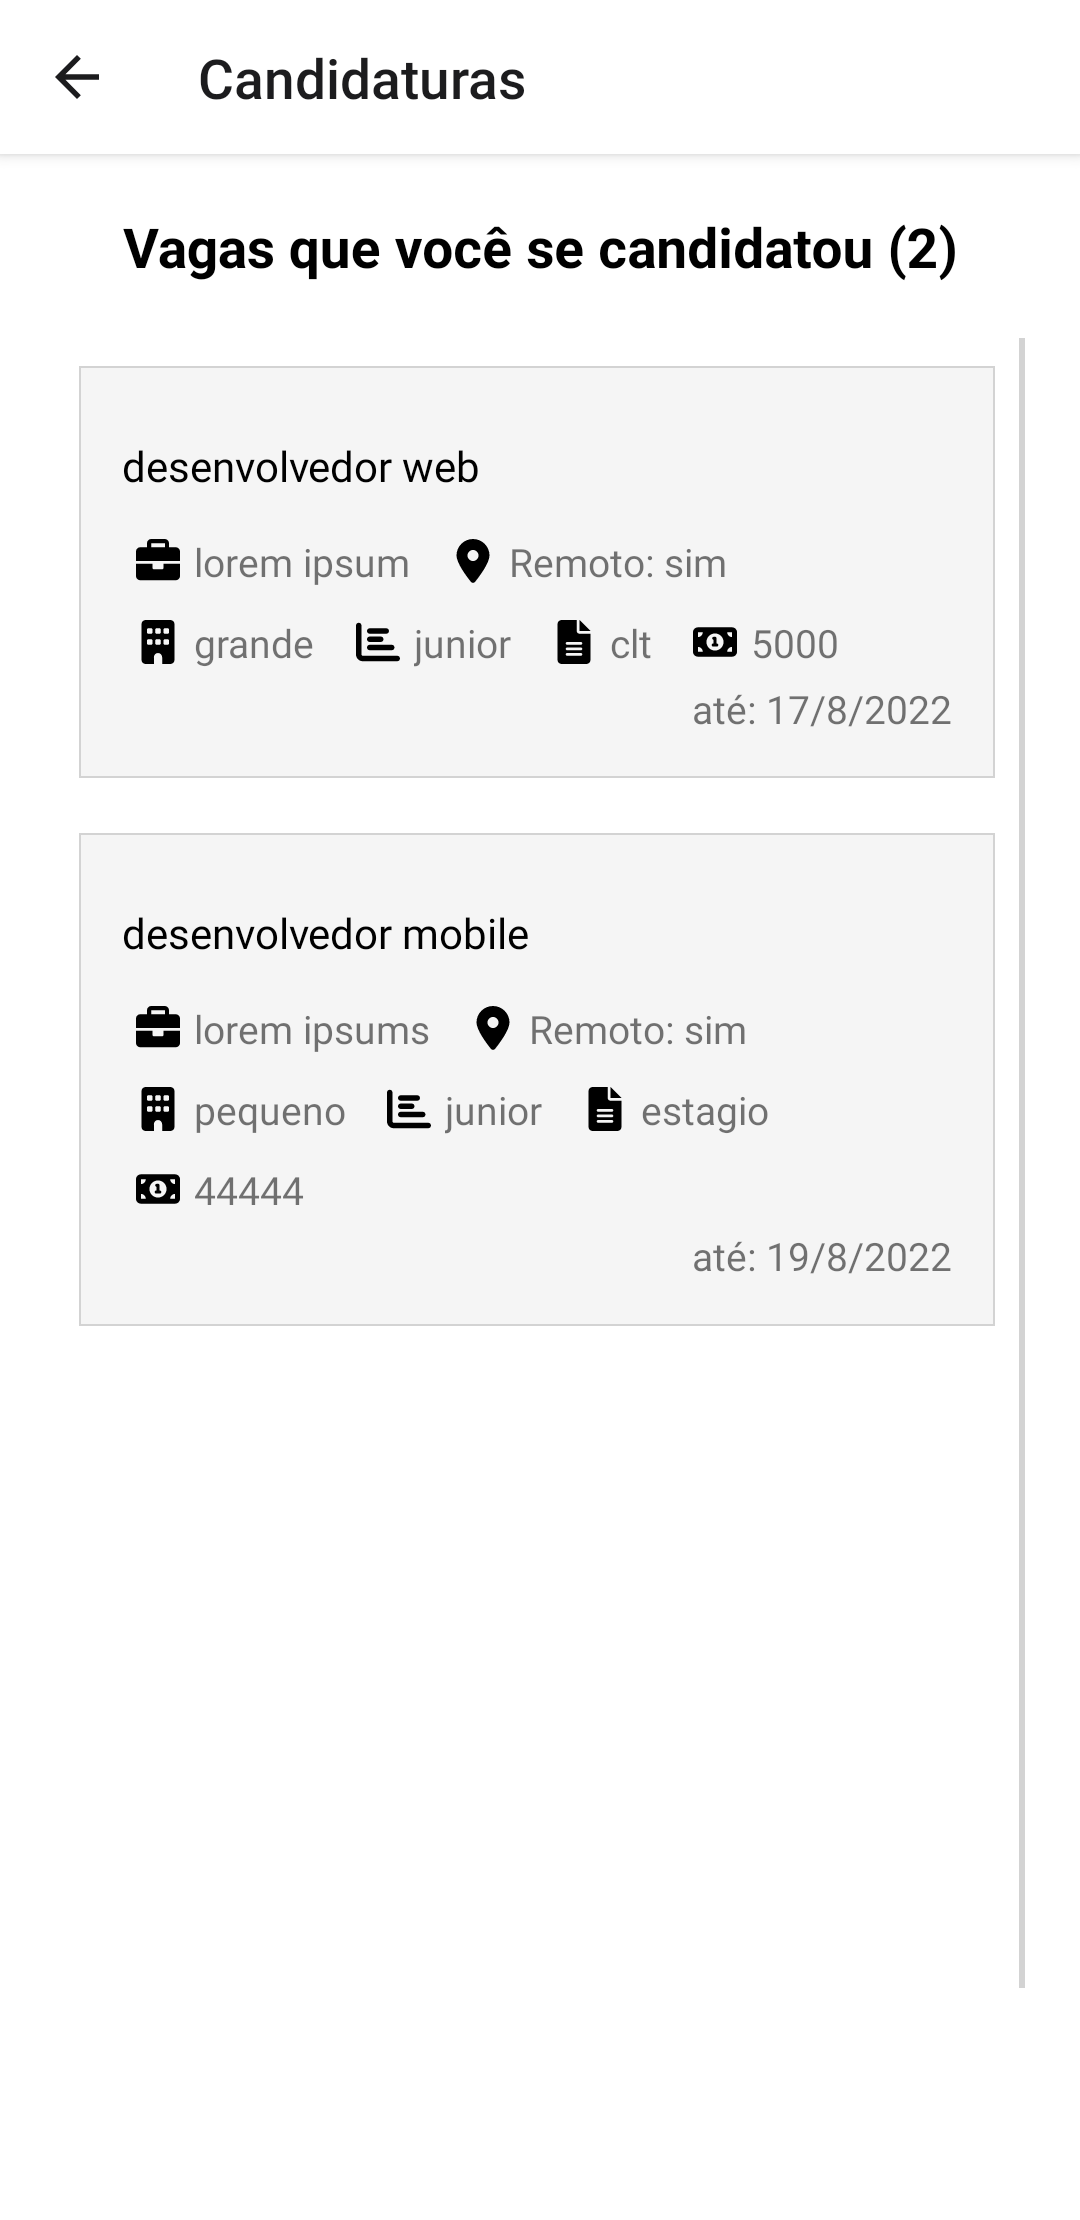 Candidaturas
Vagas que você se candidatou (2)
desenvolvedor web
lorem ipsum Remoto: sim
grande junior clt 5000
até: 17/8/2022
desenvolvedor mobile
lorem ipsums Remoto: sim
pequeno junior estagio
44444
até: 19/8/2022